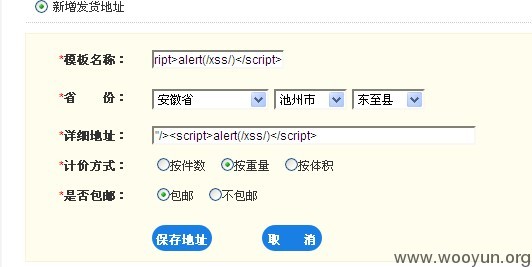 新增发货地址
*模板名称： ript>alert(/xss/)</script>
*省　份： 安徽省 池州市 东至县
*详细地址： "/><script>alert(/xss/)</script>
*计价方式： 按件数 按重量 按体积
*是否包邮： 包邮 不包邮
保存地址 取 消
www.wooyun.org